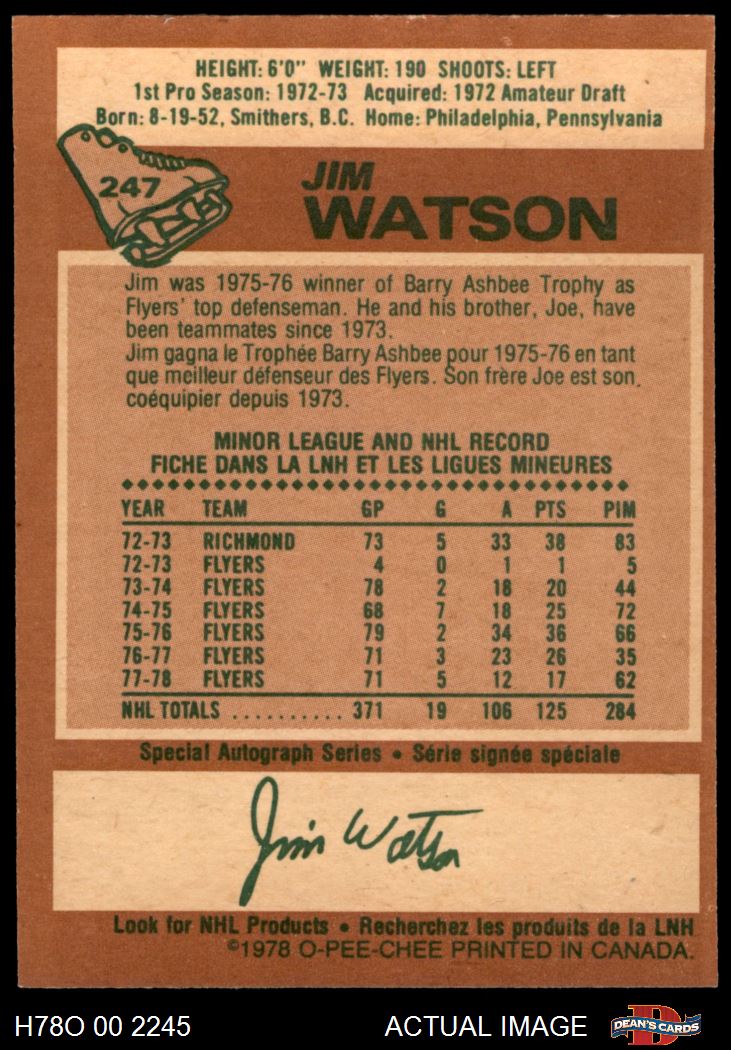 HEIGHT: 6'0" WEIGHT: 190 SHOOTS: LEFT
1st Pro Season: 1972-73 Acquired: 1972 Amateur Draft
Born: 8-19-52, Smithers, B.C. Home: Philadelphia, Pennsylvania
247
JIM
WATSON
Jim was 1975-76 winner of Barry Ashbee Trophy as
Flyers' top defenseman. He and his brother, Joe, have
been teammates since 1973.
Jim gagna le Trophée Barry Ashbee pour 1975-76 en tant
que meilleur défenseur des Flyers. Son frère Joe est son
coéquipier depuis 1973.
MINOR LEAGUE AND NHL RECORD
FICHE DANS LA LNH ET LES LIGUES MINEURES
YEAR TEAM GP G A PTS PIM
72-73 RICHMOND 73 5 33 38 83
72-73 FLYERS 4 0 1 1 5
73-74 FLYERS 78 2 18 20 44
74-75 FLYERS 68 7 18 25 72
75-76 FLYERS 79 2 34 36 66
76-77 FLYERS 71 3 23 26 35
77-78 FLYERS 71 5 12 17 62
NHL TOTALS .......... 371 19 106 125 284
Special Autograph Series • Série signée spéciale
Jim Watson
Look for NHL Products • Recherchez les produits de la LNH
©1978 O-PEE-CHEE PRINTED IN CANADA.
H78O 00 2245 ACTUAL IMAGE DEAN'S CARDS